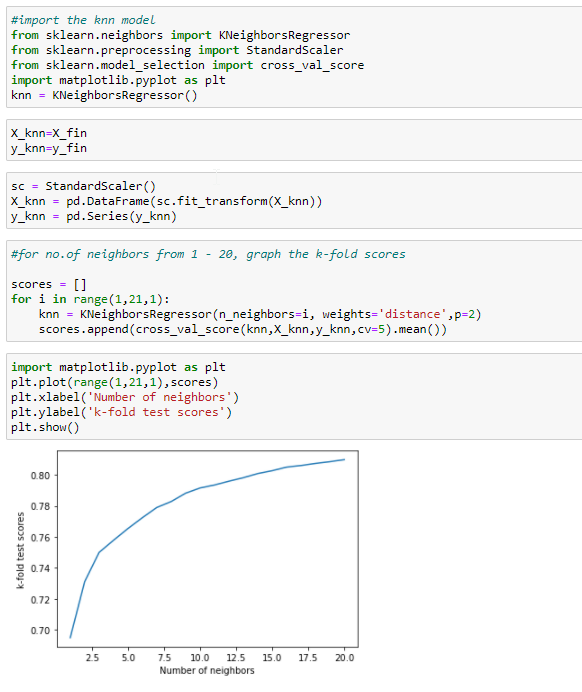 #import the knn model
from sklearn.neighbors import KNeighborsRegressor
from sklearn.preprocessing import StandardScaler
from sklearn.model_selection import cross_val_score
import matplotlib.pyplot as plt
knn = KNeighborsRegressor()
X_knn=X_fin
y_knn=y_fin
sc = StandardScaler()
X_knn = pd.DataFrame(sc.fit_transform(X_knn))
y_knn = pd.Series(y_knn)
#for no.of neighbors from 1 - 20, graph the k-fold scores
scores = []
for i in range(1,21,1):
    knn = KNeighborsRegressor(n_neighbors=i, weights='distance',p=2)
    scores.append(cross_val_score(knn,X_knn,y_knn,cv=5).mean())
import matplotlib.pyplot as plt
plt.plot(range(1,21,1),scores)
plt.xlabel('Number of neighbors')
plt.ylabel('k-fold test scores')
plt.show()
k-fold test scores
0.80
0.78
0.76
0.74
0.72
0.70
2.5 5.0 7.5 10.0 12.5 15.0 17.5 20.0
Number of neighbors